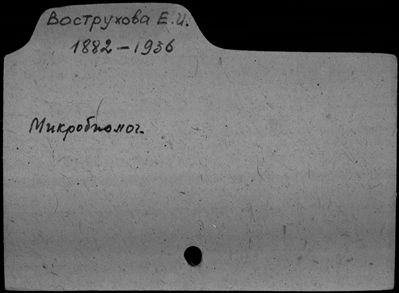 Вострухова Е.И.
1882-1936
Микробиолог.